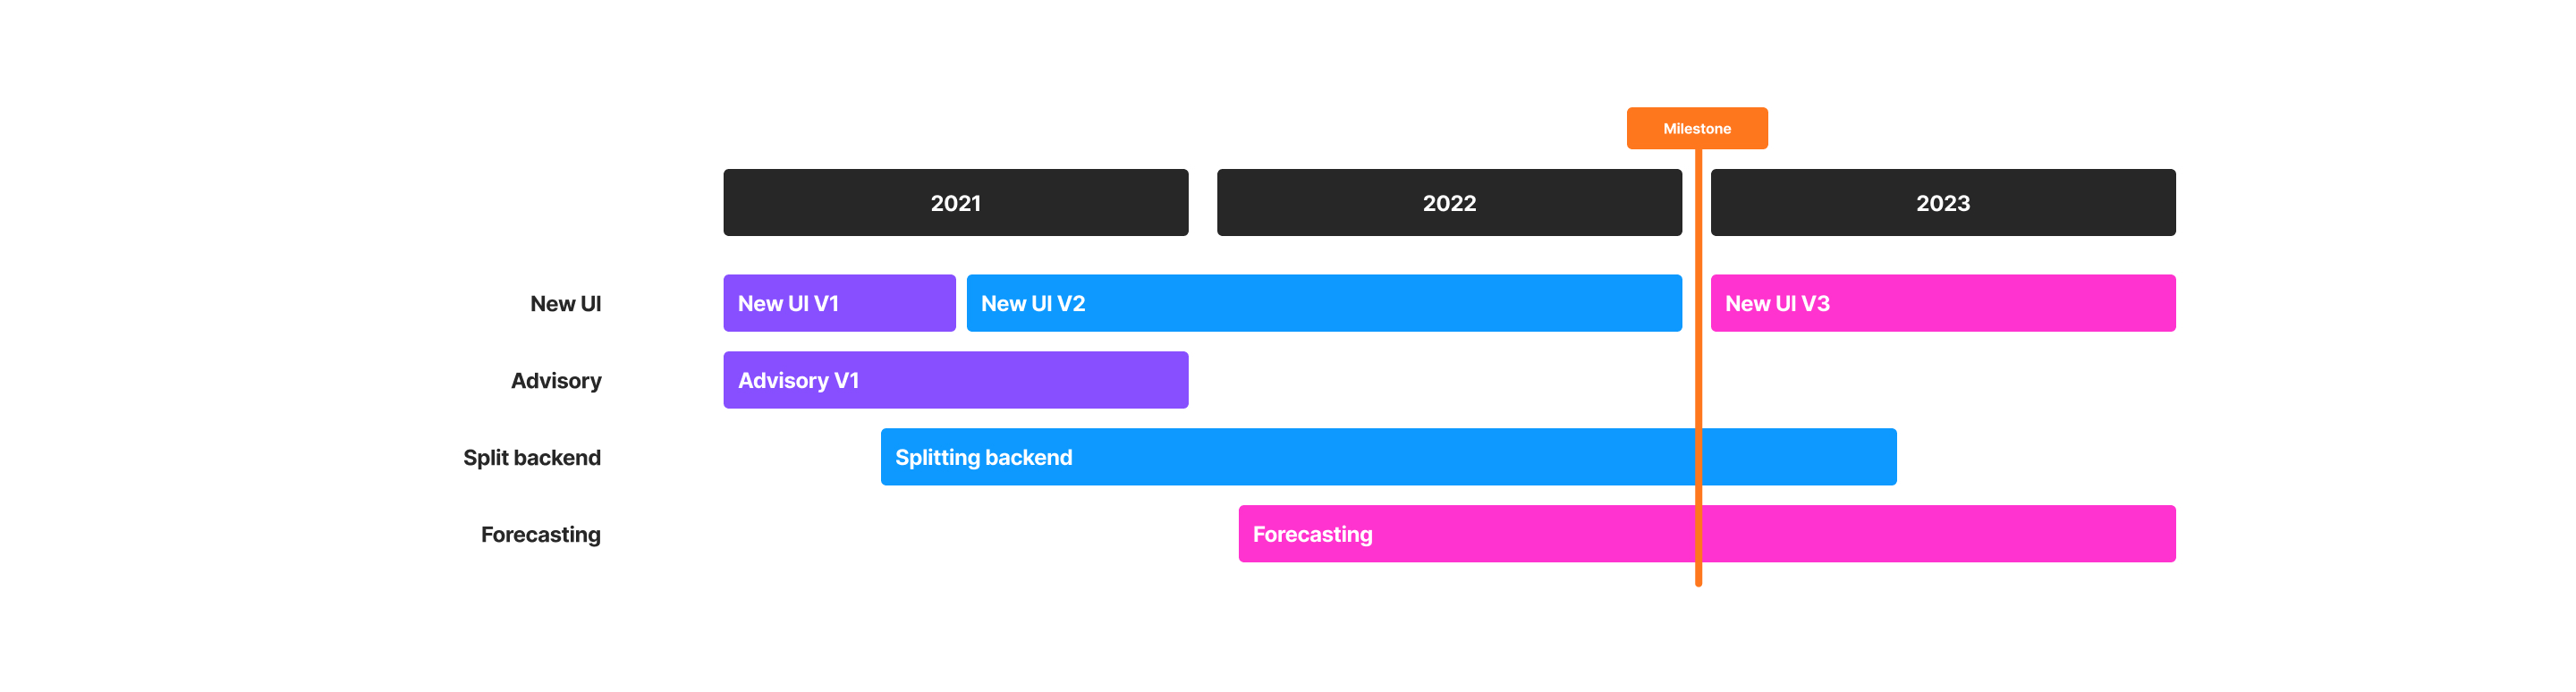 Milestone
2021
2022
2023
New UI
New UI V1
New UI V2
New UI V3
Advisory
Advisory V1
Split backend
Splitting backend
Forecasting
Forecasting